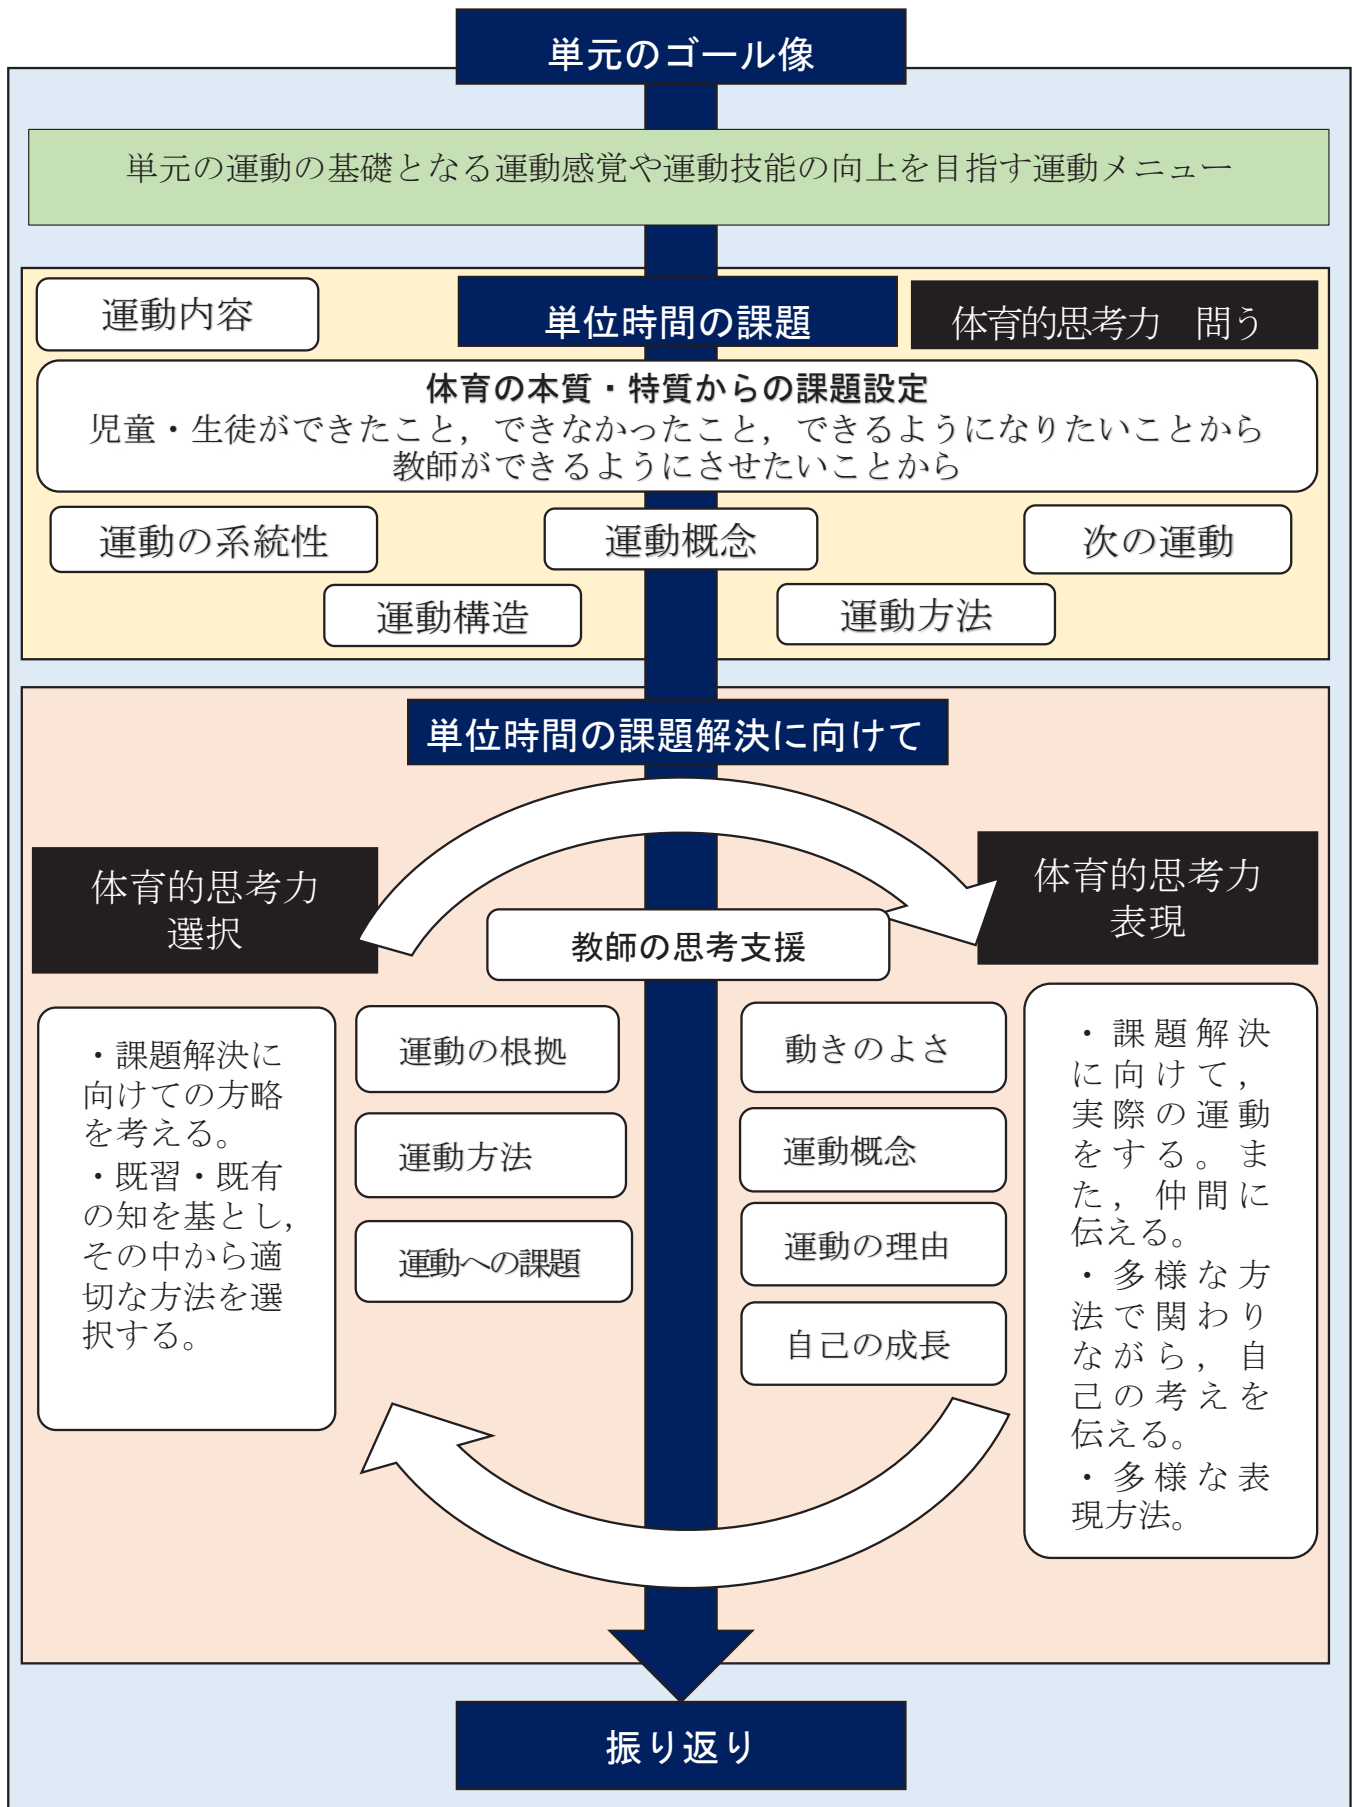 単元のゴール像
単元の運動の基礎となる運動感覚や運動技能の向上を目指す運動メニュー
運動内容
単位時間の課題
体育的思考力　問う
体育の本質・特質からの課題設定
児童・生徒ができたこと，できなかったこと，できるようになりたいことから
教師ができるようにさせたいことから
運動の系統性
運動概念
次の運動
運動構造
運動方法
単位時間の課題解決に向けて
体育的思考力
選択
体育的思考力
表現
教師の思考支援
・課題解決に
向けての方略
を考える。
・既習・既有
の知を基とし，
その中から適
切な方法を選
択する。
運動の根拠
運動方法
運動への課題
動きのよさ
運動概念
運動の理由
自己の成長
・課題解決
に向けて，
実際の運動
をする。ま
た，仲間に
伝える。
・多様な方
法で関わり
ながら，自
己の考えを
伝える。
・多様な表
現方法。
振り返り